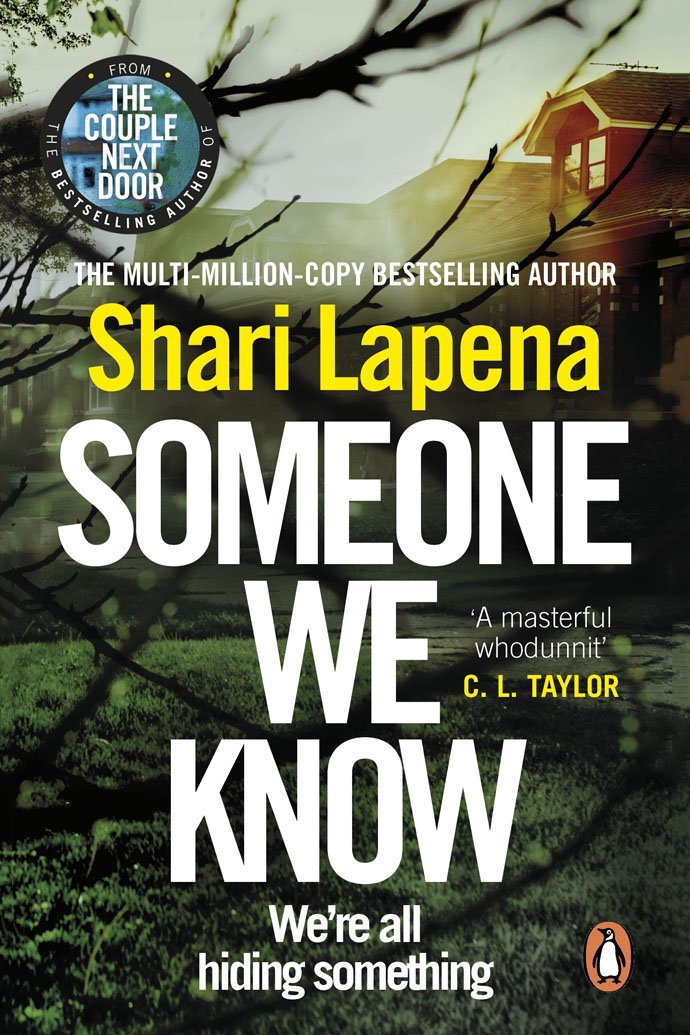 FROM
THE
COUPLE
NEXT
DOOR
THE BESTSELLING AUTHOR OF
THE MULTI-MILLION-COPY BESTSELLING AUTHOR
Shari Lapena
SOMEONE
WE
KNOW
‘A masterful
whodunnit’
C. L. TAYLOR
We’re all
hiding something